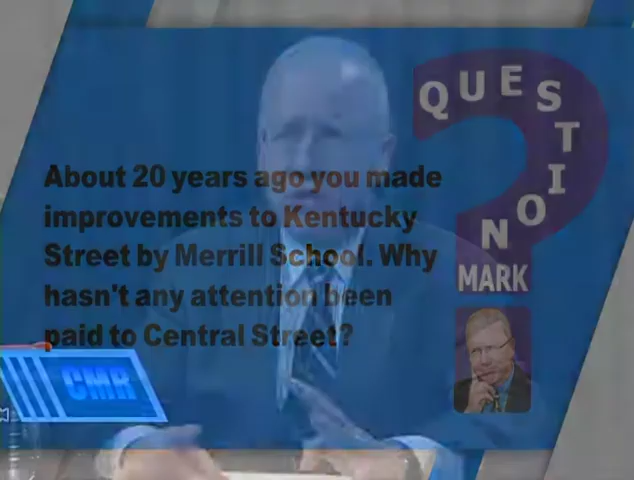 QUESTION
MARK
About 20 years ago you made
improvements to Kentucky
Street by Merrill School. Why
hasn't any attention been
paid to Central Street?
CMR